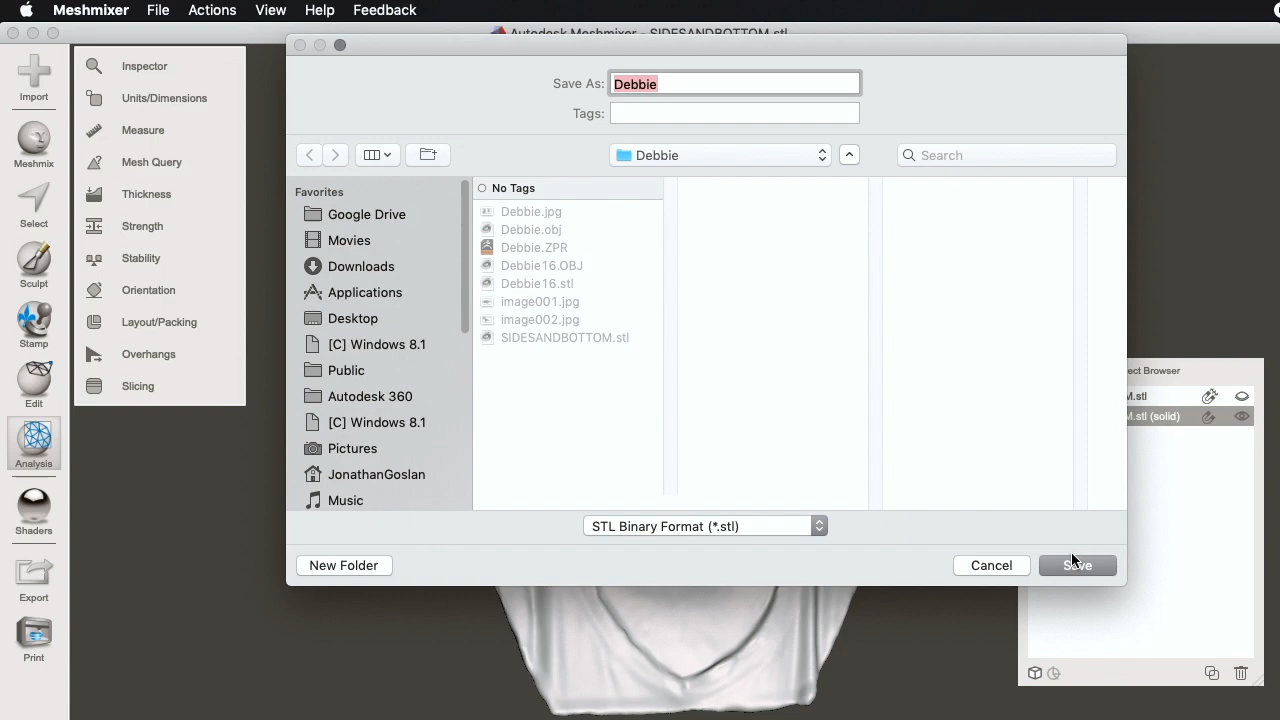 Meshmixer File Actions View Help Feedback
Autodesk Meshmixer - SIDESANDBOTTOM.stl
Import
Meshmix
Select
Sculpt
Stamp
Edit
Analysis
Shaders
Export
Print
Inspector
Units/Dimensions
Measure
Mesh Query
Thickness
Strength
Stability
Orientation
Layout/Packing
Overhangs
Slicing
Save As: Debbie
Tags:
Debbie
Search
Favorites
Google Drive
Movies
Downloads
Applications
Desktop
[C] Windows 8.1
Public
Autodesk 360
[C] Windows 8.1
Pictures
JonathanGoslan
Music
No Tags
Debbie.jpg
Debbie.obj
Debbie.ZPR
Debbie16.OBJ
Debbie16.stl
image001.jpg
image002.jpg
SIDESANDBOTTOM.stl
STL Binary Format (*.stl)
New Folder
Cancel
Save
ect Browser
M.stl
M.stl (solid)